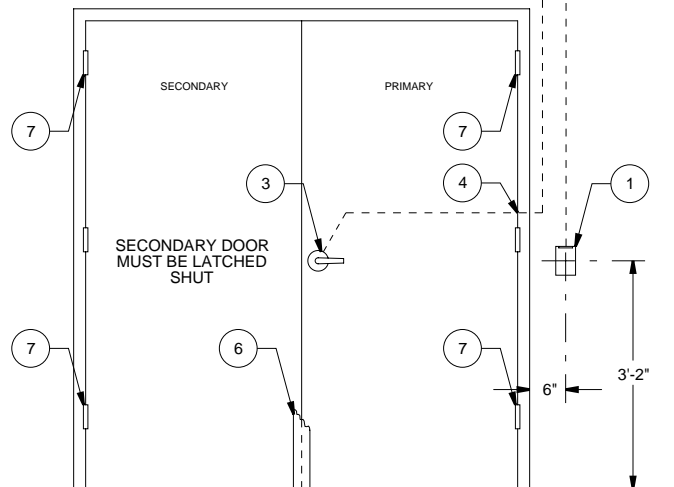 SECONDARY
PRIMARY
7
7
3
4
1
SECONDARY DOOR
MUST BE LATCHED
SHUT
7
6
7
6"
3'-2"